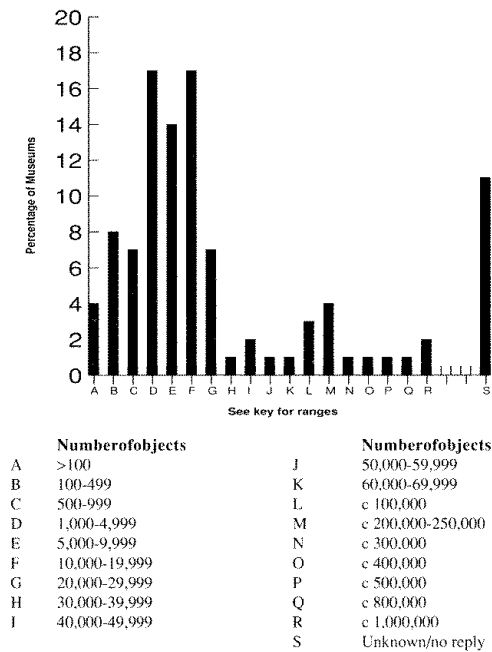 20
18
16
14
12
10
8
6
4
2
0
Percentage of Museums
A B C D E F G H I J K L M N O P Q R S
See key for ranges
Numberofobjects
A >100
B 100-499
C 500-999
D 1,000-4,999
E 5,000-9,999
F 10,000-19,999
G 20,000-29,999
H 30,000-39,999
I 40,000-49,999
Numberofobjects
J 50,000-59,999
K 60,000-69,999
L c 100,000
M c 200,000-250,000
N c 300,000
O c 400,000
P c 500,000
Q c 800,000
R c 1,000,000
S Unknown/no reply